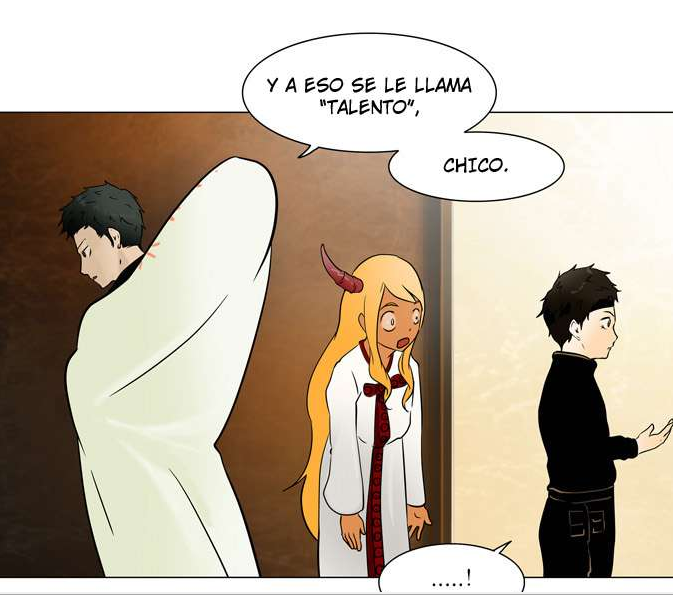 Y A ESO SE LE LLAMA
"TALENTO",
CHICO.
.....!